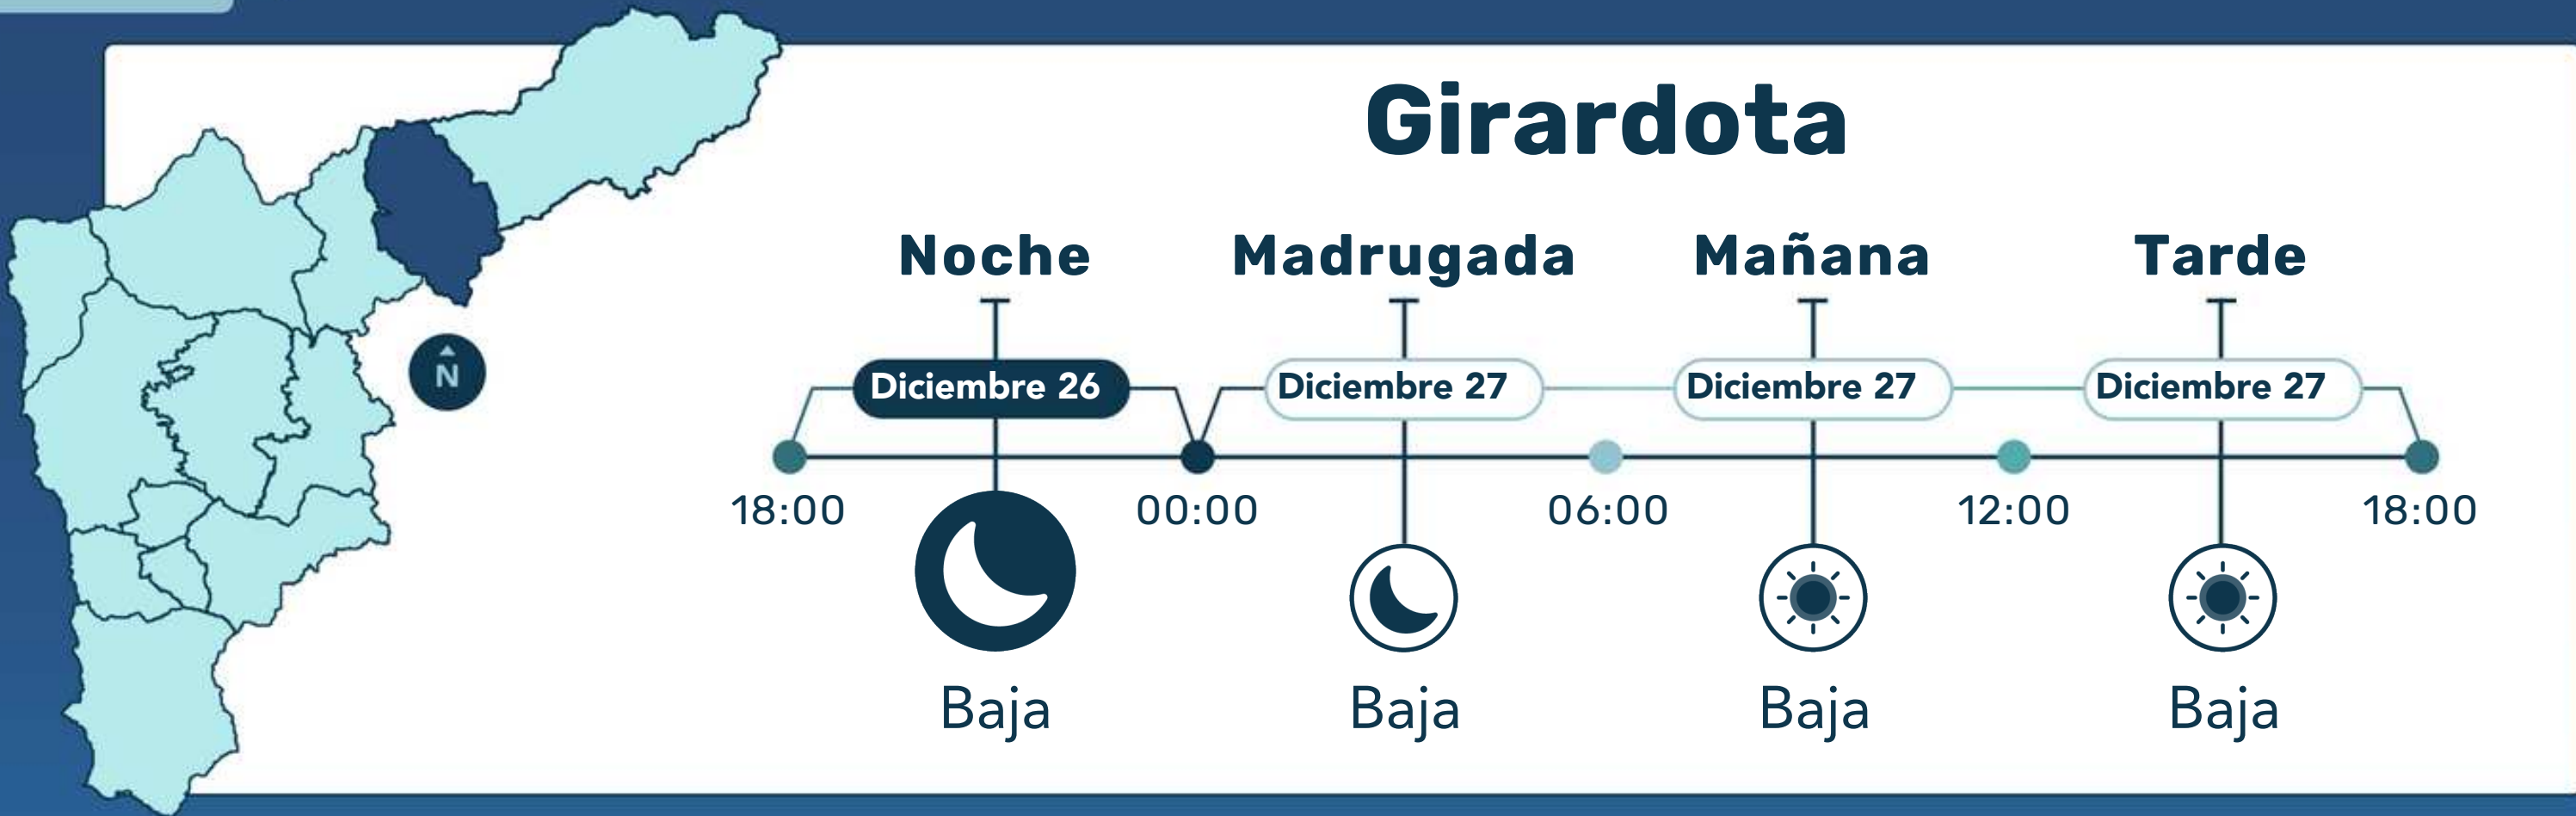 Girardota
Noche Madrugada Mañana Tarde
Diciembre 26 Diciembre 27 Diciembre 27 Diciembre 27
N
18:00 00:00 06:00 12:00 18:00
Baja Baja Baja Baja